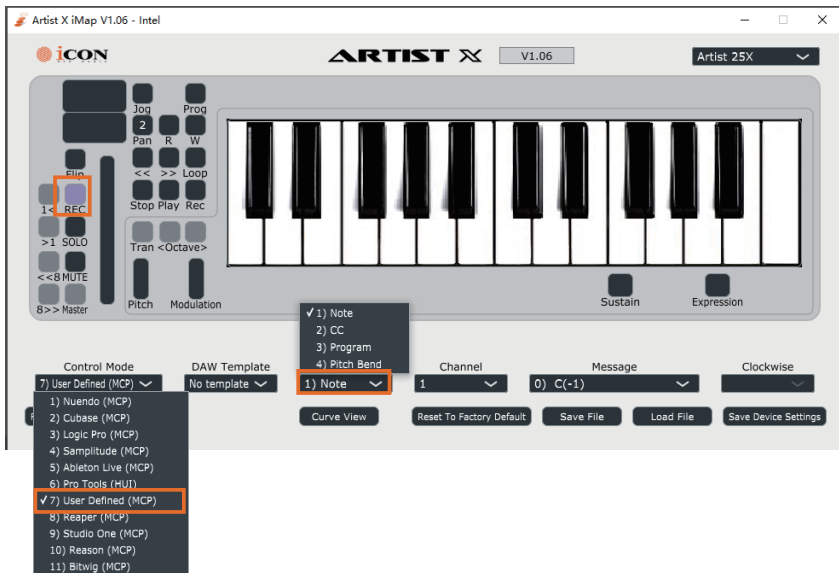 Artist X iMap V1.06 - Intel
iCON
ARTIST X
V1.06
Artist 25X
Jog
Prog
2
Pan R W
<< >> Loop
Flip
Stop Play Rec
1< REC
>1 SOLO
Tran <Octave>
<<8 MUTE
8>> Master
Pitch Modulation
Sustain Expression
✓ 1) Note
2) CC
3) Program
4) Pitch Bend
Control Mode DAW Template Channel Message Clockwise
7) User Defined (MCP) No template 1) Note 1 0) C(-1)
Curve View Reset To Factory Default Save File Load File Save Device Settings
1) Nuendo (MCP)
2) Cubase (MCP)
3) Logic Pro (MCP)
4) Samplitude (MCP)
5) Ableton Live (MCP)
6) Pro Tools (HUI)
✓ 7) User Defined (MCP)
8) Reaper (MCP)
9) Studio One (MCP)
10) Reason (MCP)
11) Bitwig (MCP)